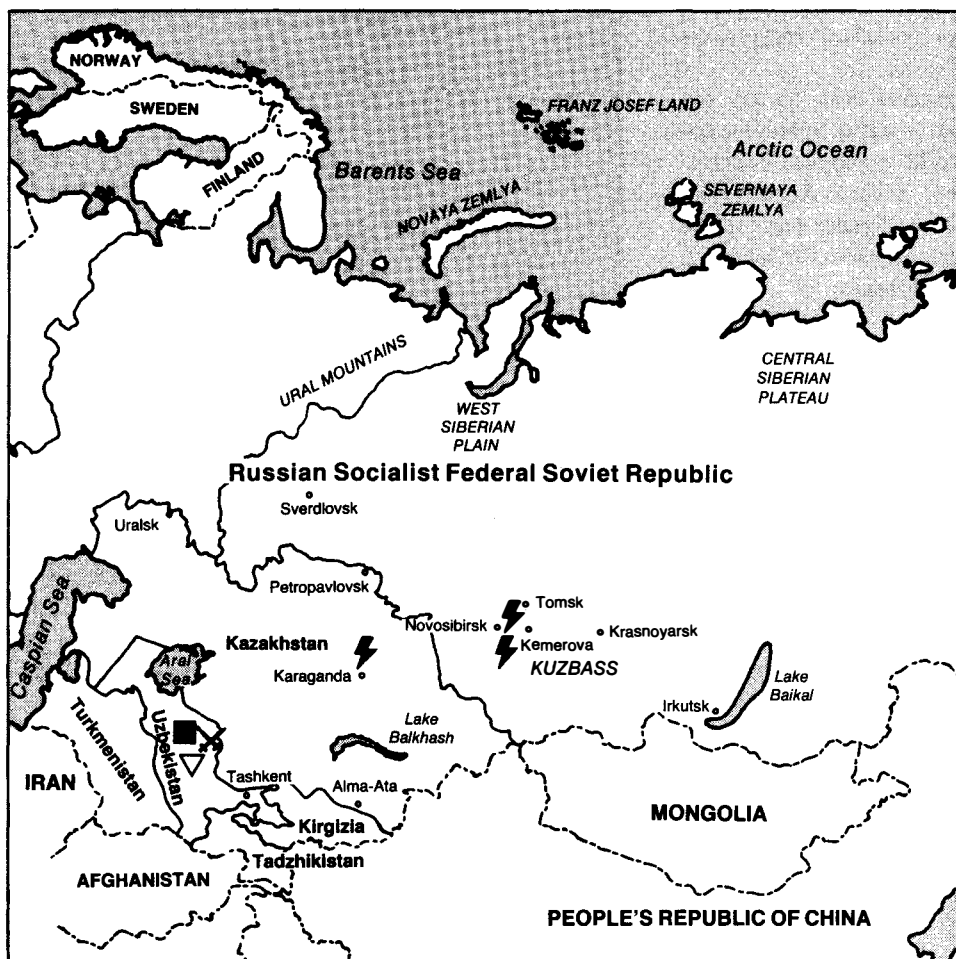 NORWAY
SWEDEN
FINLAND
Barents Sea
FRANZ JOSEF LAND
Arctic Ocean
NOVAYA ZEMLYA
SEVERNAYA
ZEMLYA
URAL MOUNTAINS
CENTRAL
SIBERIAN
PLATEAU
WEST
SIBERIAN
PLAIN
Russian Socialist Federal Soviet Republic
Sverdlovsk
Uralsk
Petropavlovsk
Tomsk
Novosibirsk
Kemerova
Krasnoyarsk
KUZBASS
Caspian Sea
Aral
Sea
Kazakhstan
Karaganda
Lake
Baikal
Irkutsk
Lake
Balkhash
Turkmenistan
Uzbekistan
IRAN
Tashkent
Alma-Ata
Kirgizia
Tadzhikistan
AFGHANISTAN
MONGOLIA
PEOPLE'S REPUBLIC OF CHINA